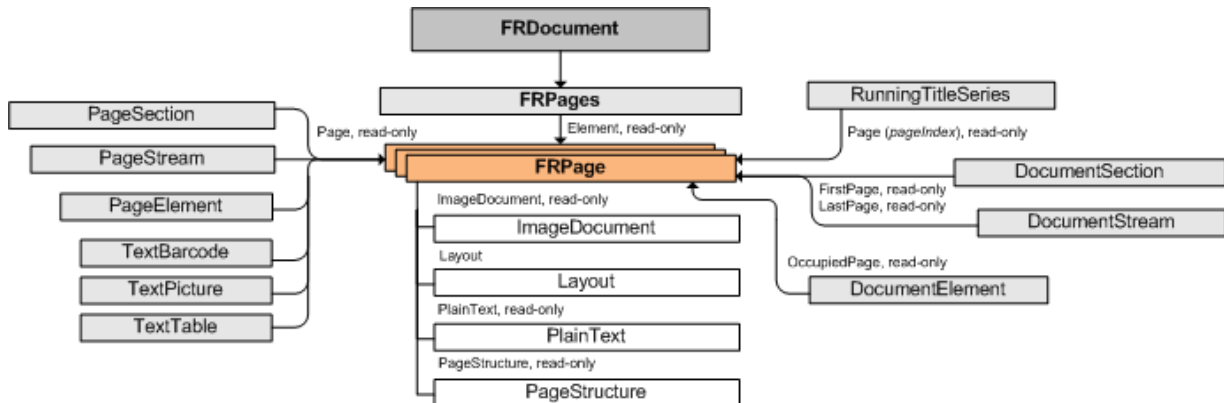 FRDocument
FRPages
Element, read-only
FRPage
PageSection
Page, read-only
PageStream
PageElement
TextBarcode
TextPicture
TextTable
ImageDocument, read-only
ImageDocument
Layout
Layout
PlainText, read-only
PlainText
PageStructure, read-only
PageStructure
RunningTitleSeries
Page (pageIndex), read-only
DocumentSection
FirstPage, read-only
LastPage, read-only
DocumentStream
OccupiedPage, read-only
DocumentElement